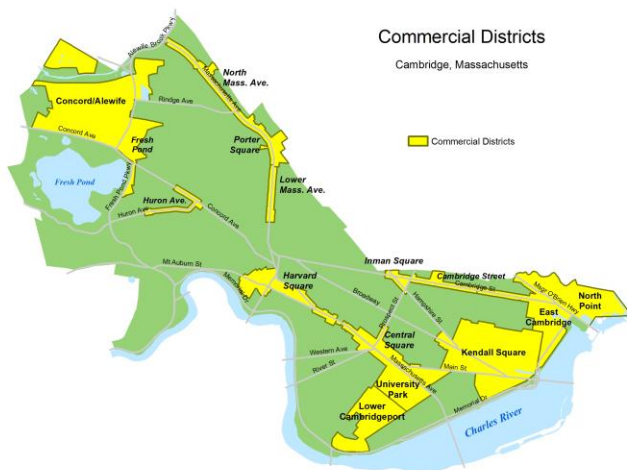 Commercial Districts
Cambridge, Massachusetts
Commercial Districts
Alewife Brook Pkwy
North
Mass. Ave.
Massachusetts Ave
Concord/Alewife
Rindge Ave
Concord Ave
Fresh
Pond
Porter
Square
Fresh Pond
Fresh Pond Pkwy
Lower
Mass. Ave.
Huron Ave.
Huron Ave
Concord Ave
Mt Auburn St
Inman Square
Memorial Dr
Harvard
Square
Cambridge Street
Cambridge St
Msgr O'Brien Hwy
North
Point
Broadway
Prospect St
Hampshire St
East
Cambridge
Central
Square
Western Ave
River St
Massachusetts Ave
Kendall Square
Main St
University
Park
Lower
Cambridgeport
Memorial Dr
Charles River